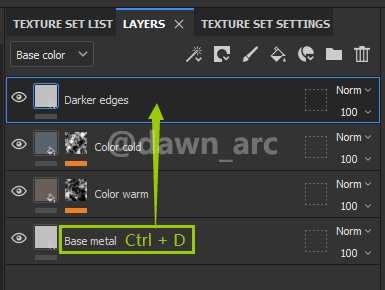 TEXTURE SET LIST LAYERS × TEXTURE SET SETTINGS
Base color
Darker edges Norm
100
Color cold Norm
100
@dawn_arc
Color warm Norm
100
Base metal Ctrl + D Norm
100